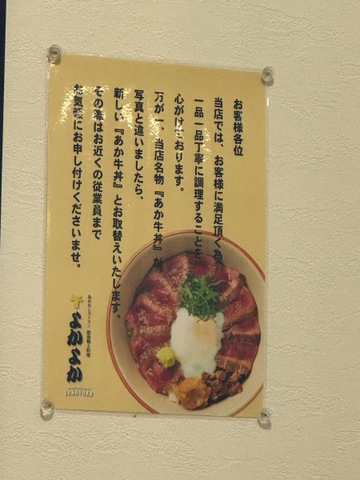 お客様各位
当店では、お客様に満足頂く為、
一品一品丁寧に調理することを
心がけております。
万が一、当店名物『あか牛丼』が
写真と違いましたら、
新しい『あか牛丼』とお取替えいたします。
その際はお近くの従業員まで
お気軽にお申し付けくださいませ。
よかよか
YOKAYOKA